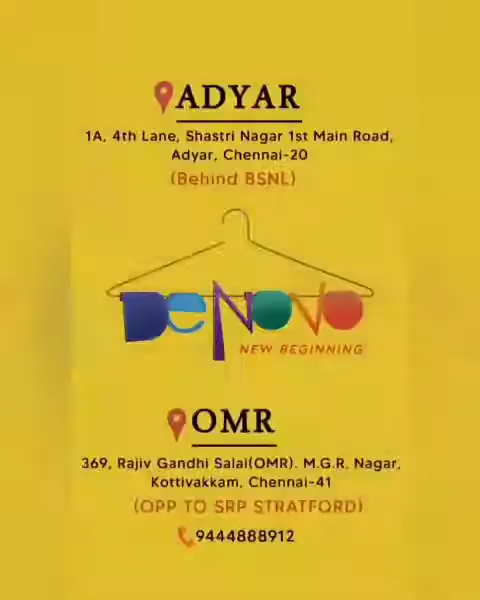 ADYAR
1A, 4th Lane, Shastri Nagar 1st Main Road,
Adyar, Chennai-20
(Behind BSNL)
DeNovo
NEW BEGINNING
OMR
369, Rajiv Gandhi Salai(OMR). M.G.R. Nagar,
Kottivakkam, Chennai-41
(OPP TO SRP STRATFORD)
9444888912